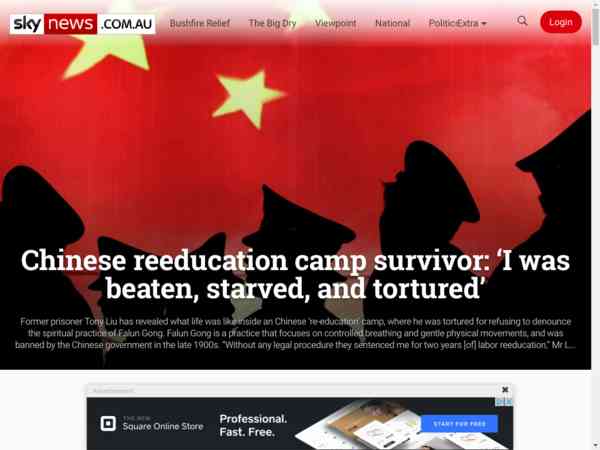 sky news .COM.AU Bushfire Relief The Big Dry Viewpoint National Politics Extra Login
Chinese reeducation camp survivor: ‘I was
beaten, starved, and tortured’
Former prisoner Tony Liu has revealed what life was like inside an Chinese ‘re-education’ camp, where he was tortured for refusing to denounce
the spiritual practice of Falun Gong. Falun Gong is a practice that focuses on controlled breathing and gentle physical movements, and was
banned by the Chinese government in the late 1900s. “Without any legal procedure they sentenced me for two years [of] labor reeducation,” Mr L...
Advertisement
THE NEW
Square Online Store
Professional.
Fast. Free.
START FOR FREE